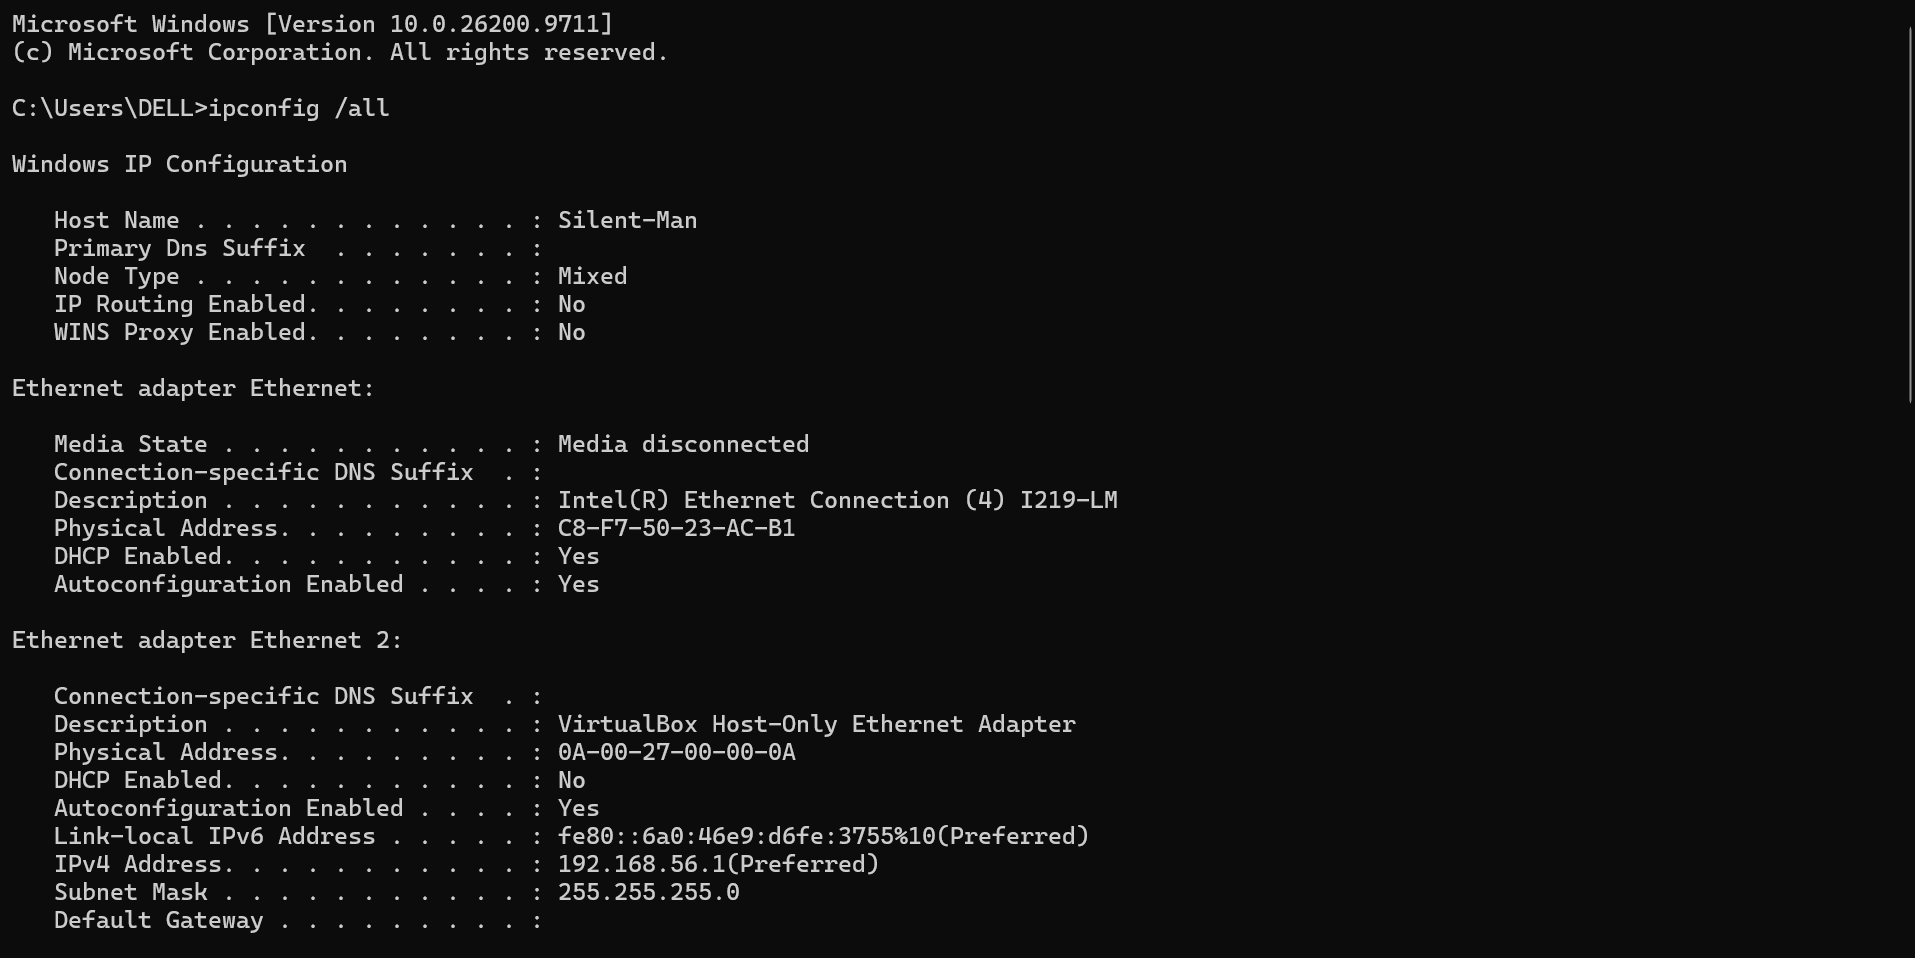 Microsoft Windows [Version 10.0.26200.9711]
(c) Microsoft Corporation. All rights reserved.

C:\Users\DELL>ipconfig /all

Windows IP Configuration

   Host Name . . . . . . . . . . . . : Silent-Man
   Primary Dns Suffix  . . . . . . . :
   Node Type . . . . . . . . . . . . : Mixed
   IP Routing Enabled. . . . . . . . : No
   WINS Proxy Enabled. . . . . . . . : No

Ethernet adapter Ethernet:

   Media State . . . . . . . . . . . : Media disconnected
   Connection-specific DNS Suffix  . :
   Description . . . . . . . . . . . : Intel(R) Ethernet Connection (4) I219-LM
   Physical Address. . . . . . . . . : C8-F7-50-23-AC-B1
   DHCP Enabled. . . . . . . . . . . : Yes
   Autoconfiguration Enabled . . . . : Yes

Ethernet adapter Ethernet 2:

   Connection-specific DNS Suffix  . :
   Description . . . . . . . . . . . : VirtualBox Host-Only Ethernet Adapter
   Physical Address. . . . . . . . . : 0A-00-27-00-00-0A
   DHCP Enabled. . . . . . . . . . . : No
   Autoconfiguration Enabled . . . . : Yes
   Link-local IPv6 Address . . . . . : fe80::6a0:46e9:d6fe:3755%10(Preferred)
   IPv4 Address. . . . . . . . . . . : 192.168.56.1(Preferred)
   Subnet Mask . . . . . . . . . . . : 255.255.255.0
   Default Gateway . . . . . . . . . :